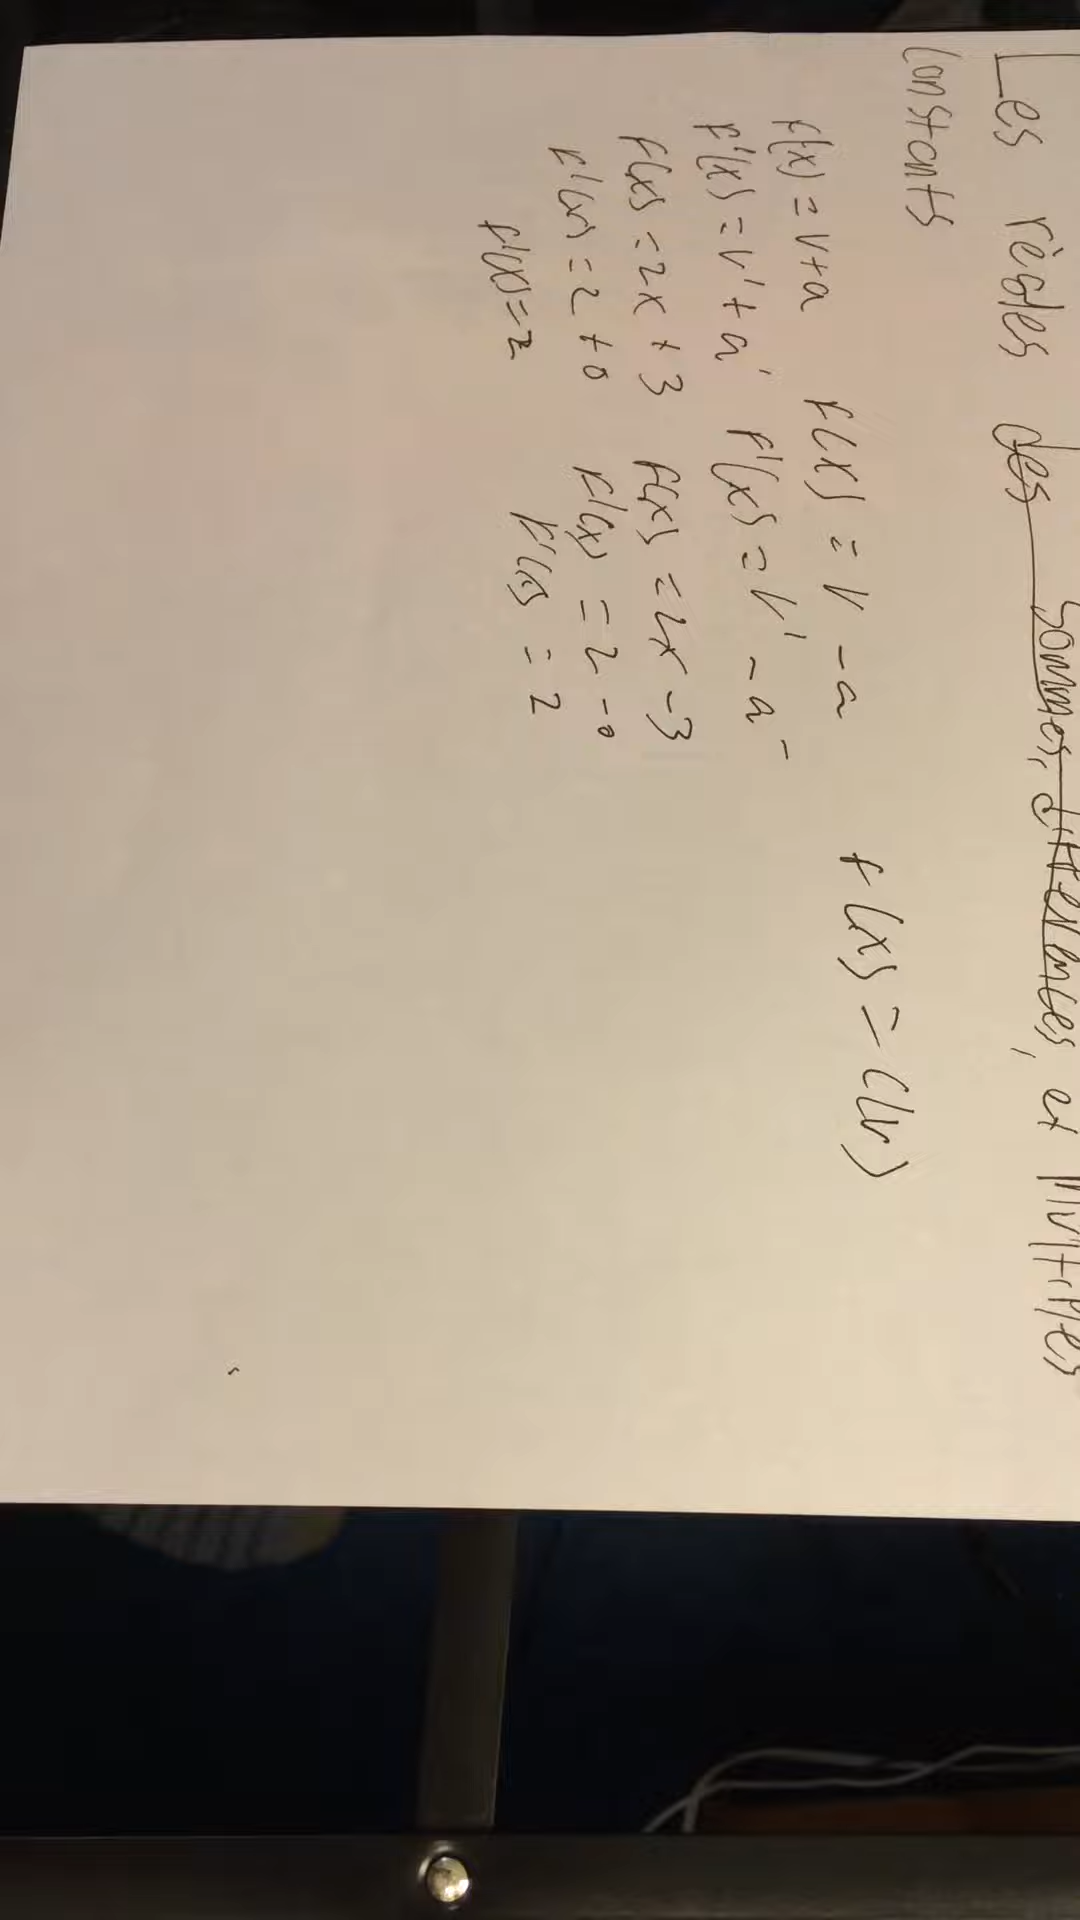 Les règles des sommes, différences, et Multiples
Constants
f(x) = v+a f(x) = v - a f(x) = c(v)
f'(x) = v' + a' f'(x) = v' - a'
f(x) = 2x + 3 f(x) = 2x - 3
f'(x) = 2 + 0 f'(x) = 2 - 0
f'(x) = 2 f'(x) = 2